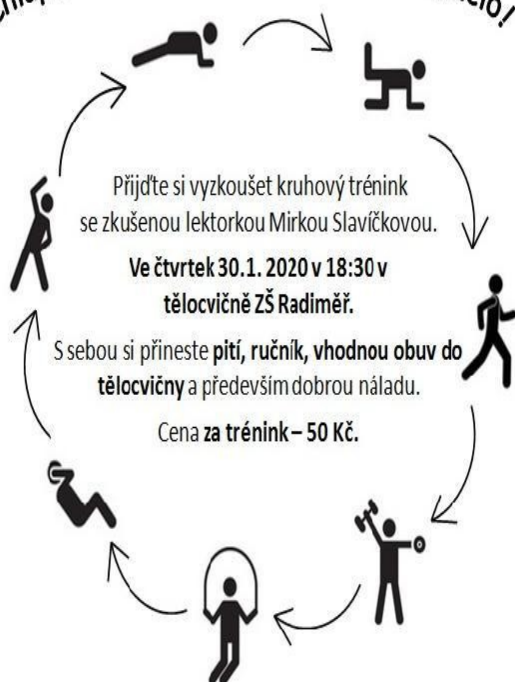 Přijďte si vyzkoušet kruhový trénink
se zkušenou lektorkou Mirkou Slavíčkovou.
Ve čtvrtek 30.1. 2020 v 18:30 v
tělocvičně ZŠ Radiměř.
S sebou si přineste pití, ručník, vhodnou obuv do
tělocvičny a především dobrou náladu.
Cena za trénink – 50 Kč.